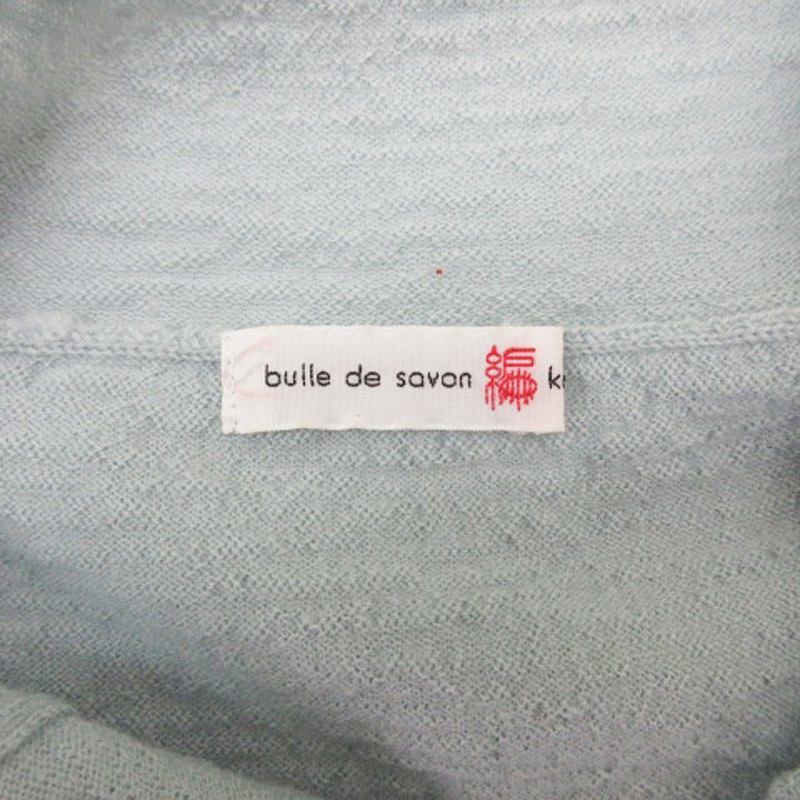 bulle de savon 編 k